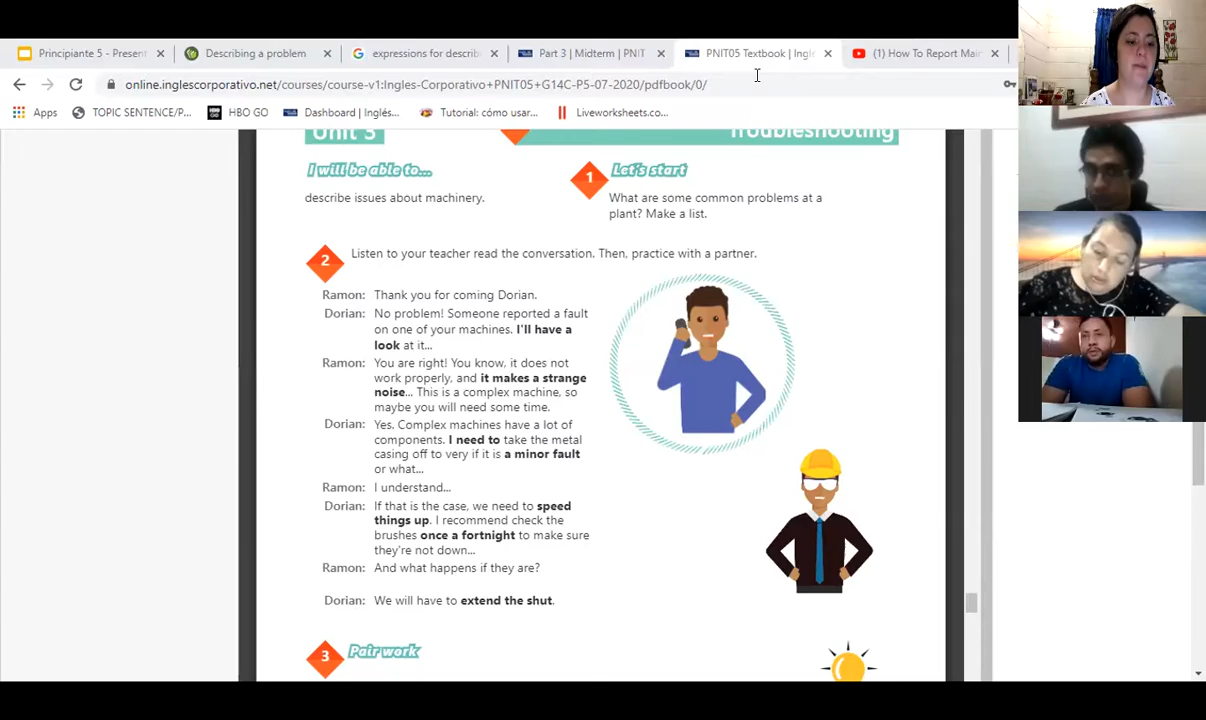 Principiante 5 - Present
Describing a problem
expressions for describ
Part 3 | Midterm | PNIT
PNIT05 Textbook | Ingl
(1) How To Report Mai
online.inglescorporativo.net/courses/course-v1:Ingles-Corporativo+PNIT05+G14C-P5-07-2020/pdfbook/0/
Apps
TOPIC SENTENCE/P...
HBO GO
Dashboard | Inglés...
Tutorial: cómo usar...
Liveworksheets.co...
Unit 3
Troubleshooting
I will be able to...
describe issues about machinery.
1
Let's start
What are some common problems at a
plant? Make a list.
2
Listen to your teacher read the conversation. Then, practice with a partner.
Ramon: Thank you for coming Dorian.
Dorian: No problem! Someone reported a fault
on one of your machines. I'll have a
look at it...
Ramon: You are right! You know, it does not
work properly, and it makes a strange
noise... This is a complex machine, so
maybe you will need some time.
Dorian: Yes. Complex machines have a lot of
components. I need to take the metal
casing off to very if it is a minor fault
or what...
Ramon: I understand...
Dorian: If that is the case, we need to speed
things up. I recommend check the
brushes once a fortnight to make sure
they're not down...
Ramon: And what happens if they are?
Dorian: We will have to extend the shut.
3
Pair work